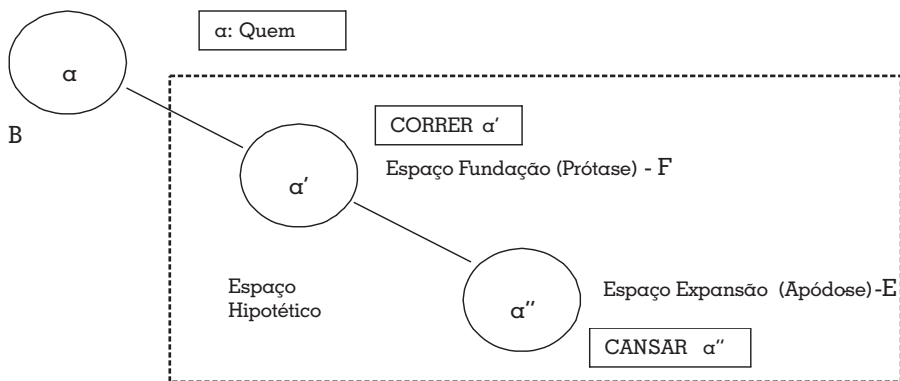 α: Quem
α
B
CORRER α'
Espaço Fundação (Prótase) - F
α'
Espaço
Hipotético
α''
Espaço Expansão (Apódose)-E
CANSAR α''